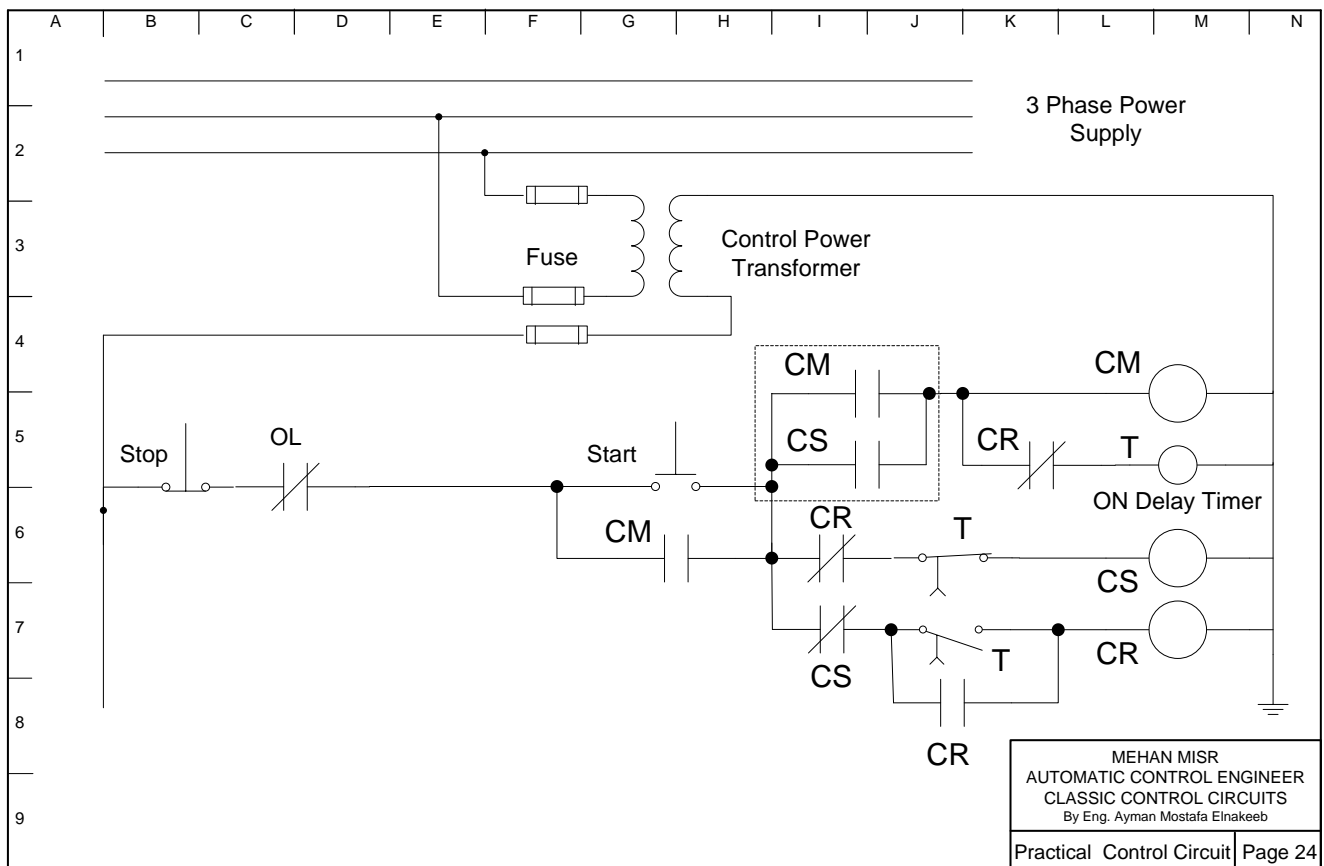 A B C D E F G H I J K L M N
1
3 Phase Power
Supply
2
3
Fuse
Control Power
Transformer
4
CM
CM
5
Stop
OL
Start
CS
CR
T
ON Delay Timer
6
CM
CR
T
CS
7
CS
T
CR
8
CR
9
MEHAN MISR
AUTOMATIC CONTROL ENGINEER
CLASSIC CONTROL CIRCUITS
By Eng. Ayman Mostafa Elnakeeb
Practical Control Circuit
Page 24